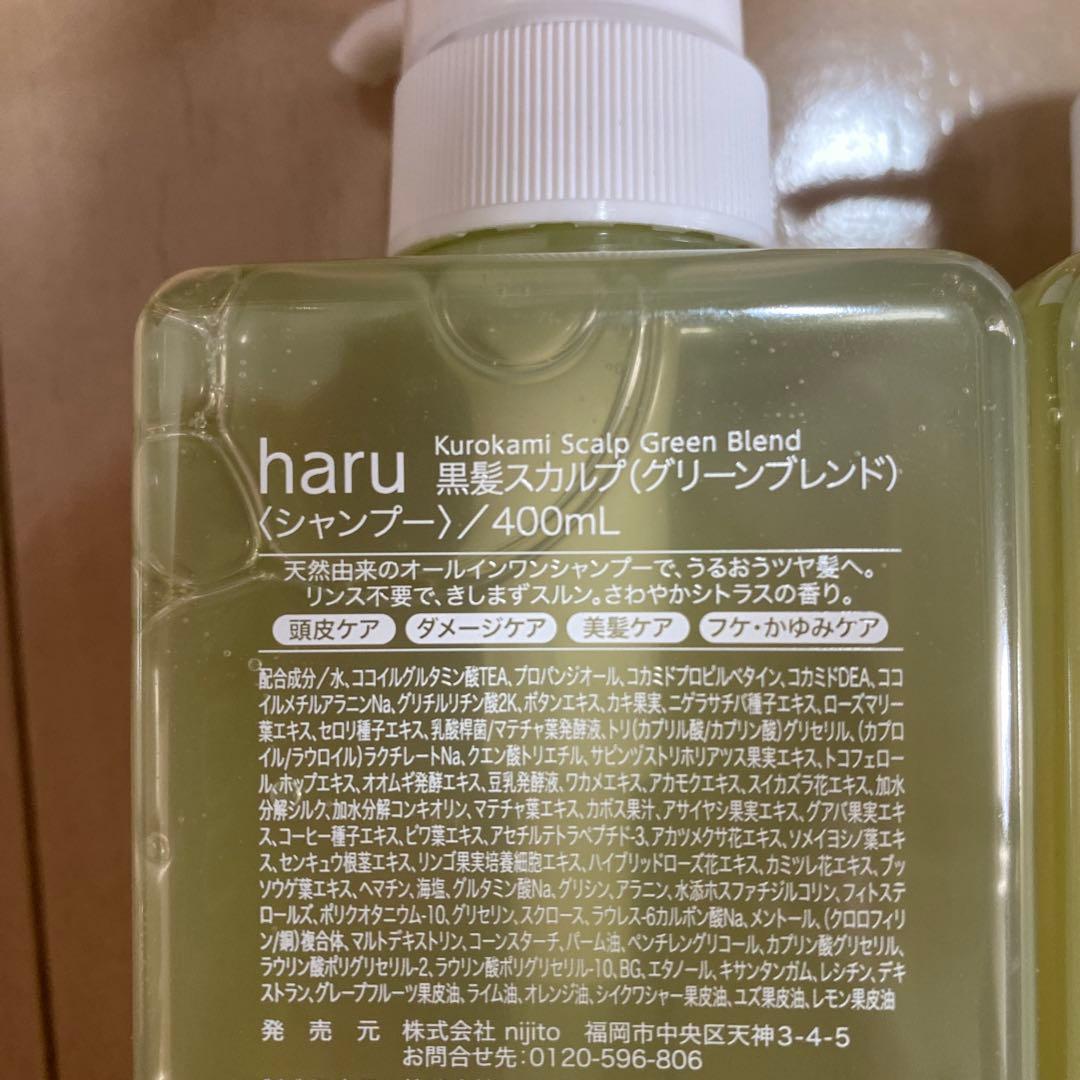 haru Kurokami Scalp Green Blend
黒髪スカルプ(グリーンブレンド)
〈シャンプー〉/400mL
天然由来のオールインワンシャンプーで、うるおうツヤ髪へ。
リンス不要で、きしまずスルン。さわやかシトラスの香り。
頭皮ケア ダメージケア 美髪ケア フケ・かゆみケア
配合成分/水、ココイルグルタミン酸TEA、プロパンジオール、コカミドプロピルベタイン、コカミドDEA、ココ
イルメチルアラニンNa、グリチルリチン酸2K、ボタンエキス、カキ果実、ニゲラサチバ種子エキス、ローズマリー
葉エキス、セロリ種子エキス、乳酸桿菌/マテチャ葉発酵液、トリ(カプリル酸/カプリン酸)グリセリル、(カプロ
イル/ラウロイル)ラクチレートNa、クエン酸トリエチル、サピンヅストリホリアツス果実エキス、トコフェロー
ル、ホップエキス、オオムギ発酵エキス、豆乳発酵液、ワカメエキス、アカモクエキス、スイカズラ花エキス、加水
分解シルク、加水分解コンキオリン、マテチャ葉エキス、カボス果汁、アサイヤシ果実エキス、グアバ果実エキ
ス、コーヒー種子エキス、ビワ葉エキス、アセチルテトラペプチド-3、アカツメクサ花エキス、ソメイヨシノ葉エキ
ス、センキュウ根茎エキス、リンゴ果実培養細胞エキス、ハイブリッドローズ花エキス、カミツレ花エキス、ブッ
ソウゲ葉エキス、ヘマチン、海塩、グルタミン酸Na、グリシン、アラニン、水添ホスファチジルコリン、フィトステ
ロールズ、ポリクオタニウム-10、グリセリン、スクロース、ラウレス-6カルボン酸Na、メントール、(クロロフィリ
ン/銅)複合体、マルトデキストリン、コーンスターチ、パーム油、ペンチレングリコール、カプリン酸グリセリル、
ラウリン酸ポリグリセリル-2、ラウリン酸ポリグリセリル-10、BG、エタノール、キサンタンガム、レシチン、デキ
ストラン、グレープフルーツ果皮油、ライム油、オレンジ油、シイクワシャー果皮油、ユズ果皮油、レモン果皮油
発売元 株式会社 nijito 福岡市中央区天神3-4-5
お問合せ先:0120-596-806